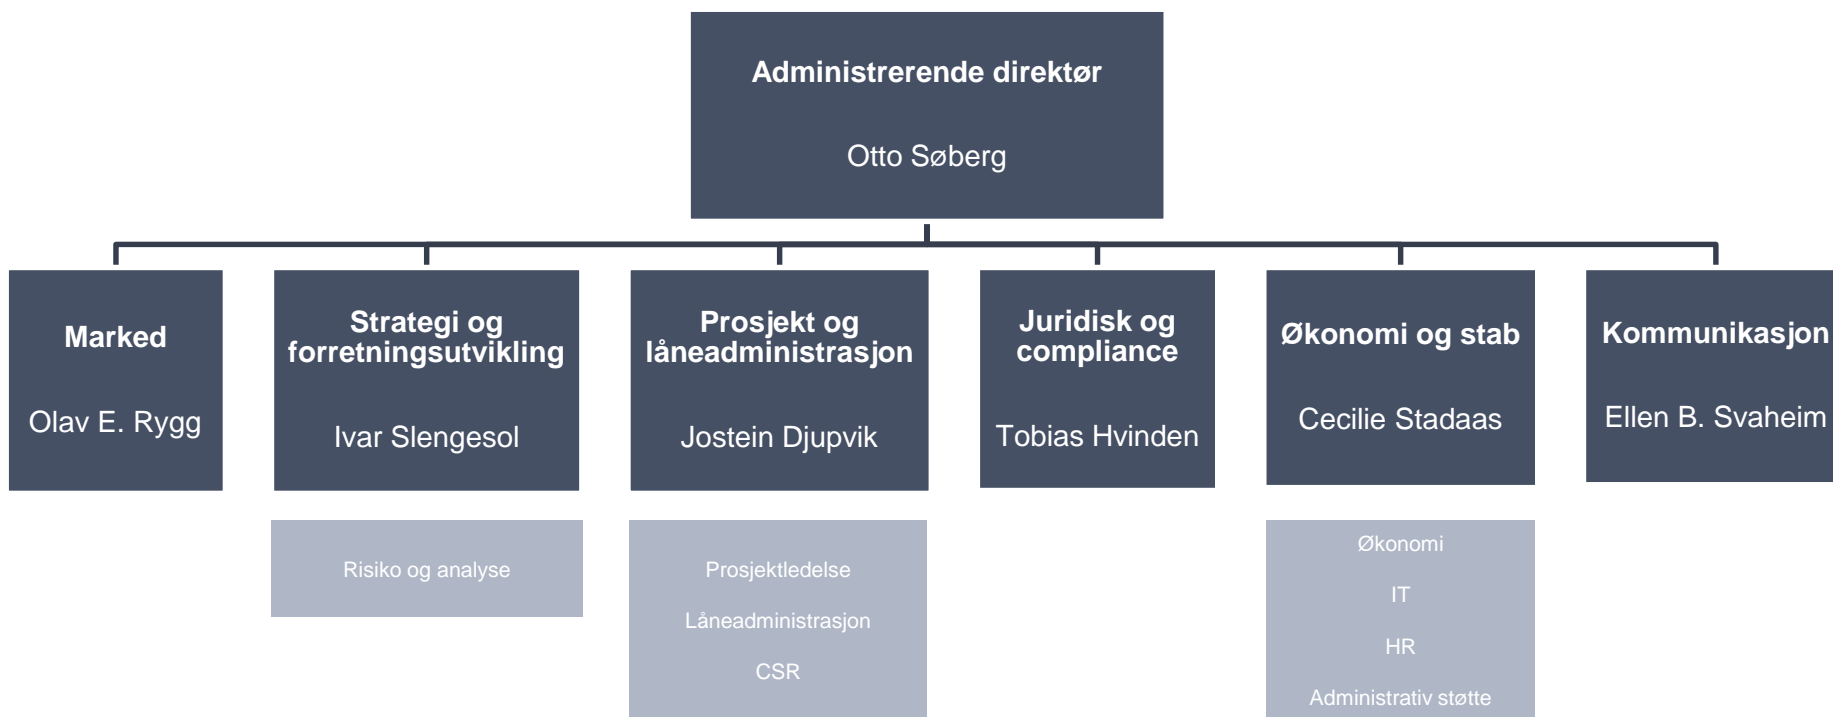 Administrerende direktør
Otto Søberg
Marked
Olav E. Rygg
Strategi og
forretningsutvikling
Ivar Slengesol
Prosjekt og
låneadministrasjon
Jostein Djupvik
Juridisk og
compliance
Tobias Hvinden
Økonomi og stab
Cecilie Stadaas
Kommunikasjon
Ellen B. Svaheim
Risiko og analyse
Prosjektledelse
Låneadministrasjon
CSR
Økonomi
IT
HR
Administrativ støtte